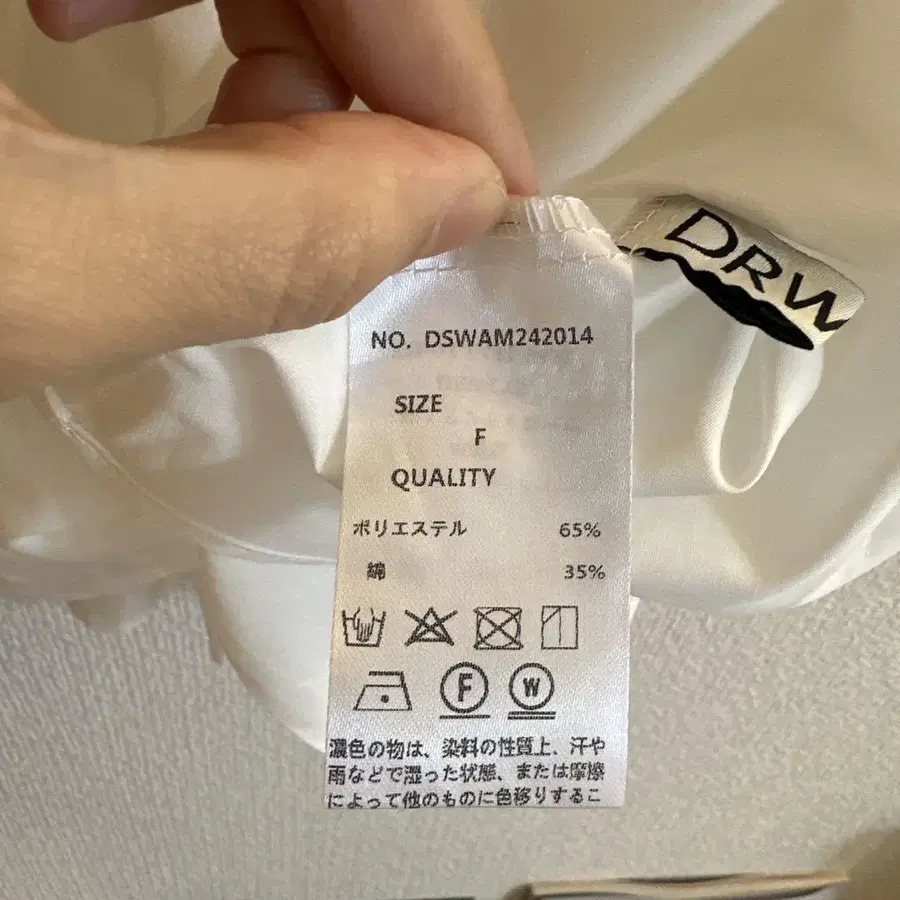 DRW
NO. DSWAM242014
SIZE
F
QUALITY
ポリエステル 65%
綿 35%
F W
濃色の物は、染料の性質上、汗や
雨などで湿った状態、または摩擦
によって他のものに色移りするこ